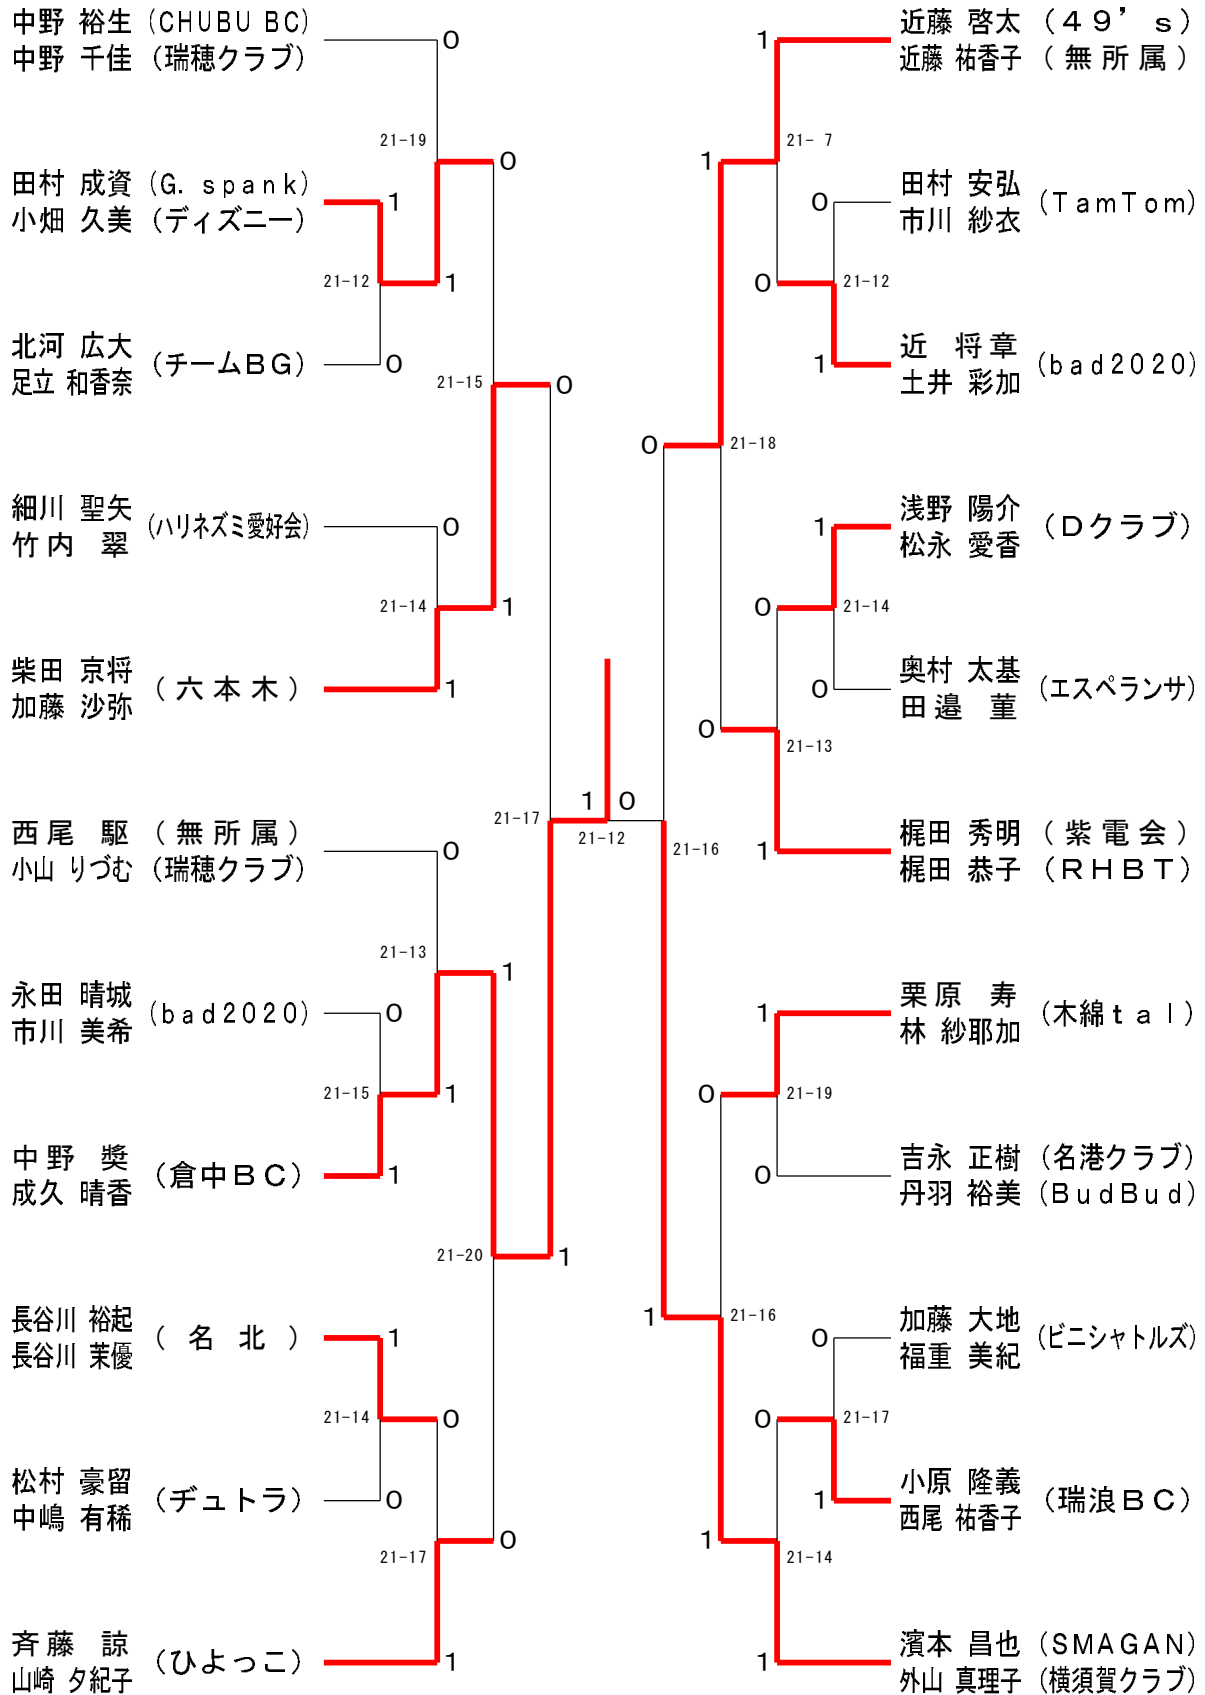 中野 裕生 (CHUBU BC)
中野 千佳 (瑞穂クラブ)
0
21-19
0
田村 成資 (G. spank)
小畑 久美 (ディズニー)
1
21-12
1
北河 広大
足立 和香奈
(チームBG)
0
21-15
0
細川 聖矢
竹内 翠
(ハリネズミ愛好会)
0
21-14
1
柴田 京将
加藤 沙弥
(六本木)
1
21-17
西尾 駆 (無所属)
小山 りづむ (瑞穂クラブ)
0
21-13
1
永田 晴城
市川 美希
(bad2020)
0
21-15
1
中野 奬
成久 晴香
(倉中BC)
1
21-20
1
長谷川 裕起
長谷川 茉優
(名北)
1
21-14
0
松村 豪留
中嶋 有稀
(ヂュトラ)
0
21-17
0
斉藤 諒
山崎 夕紀子
(ひよっこ)
1
1 0
21-12
1
近藤 啓太 (49’s)
近藤 祐香子 (無所属)
21- 7
1
0
田村 安弘
市川 紗衣
(TamTom)
0
21-12
1
近 将章
土井 彩加
(bad2020)
0
21-18
1
浅野 陽介
松永 愛香
(Dクラブ)
0
21-14
0
奥村 太基
田邉 菫
(エスペランサ)
0
21-13
21-16
1
梶田 秀明 (紫電会)
梶田 恭子 (RHBT)
1
栗原 寿
林 紗耶加
(木綿tal)
0
21-19
0
吉永 正樹 (名港クラブ)
丹羽 裕美 (BudBud)
1
21-16
0
加藤 大地
福重 美紀
(ビニシャトルズ)
0
21-17
1
小原 隆義
西尾 祐香子
(瑞浪BC)
1
21-14
1
濱本 昌也 (SMAGAN)
外山 真理子 (横須賀クラブ)